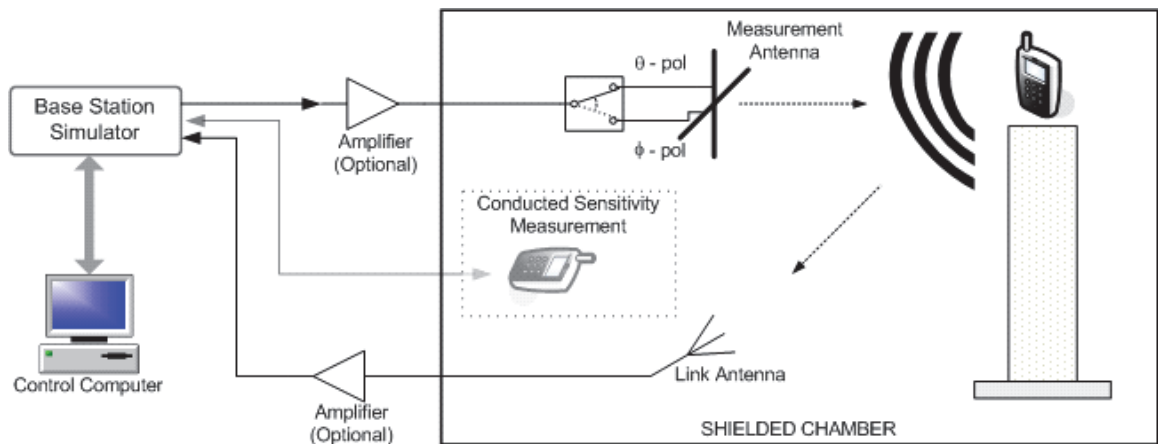 Measurement
Antenna
θ - pol
Base Station
Simulator
Amplifier
(Optional)
ϕ - pol
Conducted Sensitivity
Measurement
Control Computer
Link Antenna
Amplifier
(Optional)
SHIELDED CHAMBER